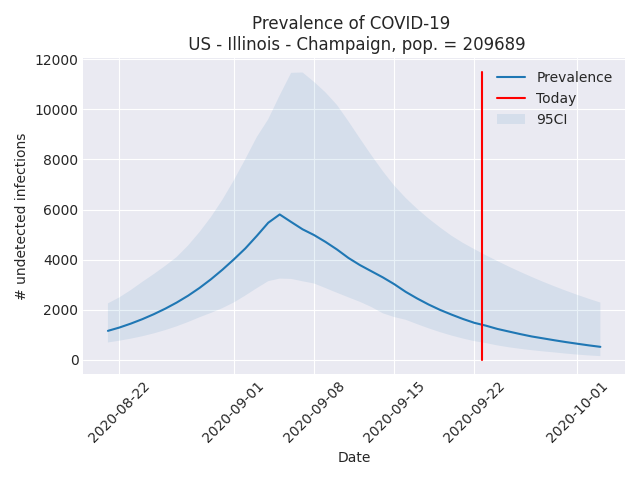 Prevalence of COVID-19
US - Illinois - Champaign, pop. = 209689
12000
10000
8000
6000
4000
2000
0
# undetected infections
Prevalence
Today
95CI
2020-08-22
2020-09-01
2020-09-08
2020-09-15
2020-09-22
2020-10-01
Date